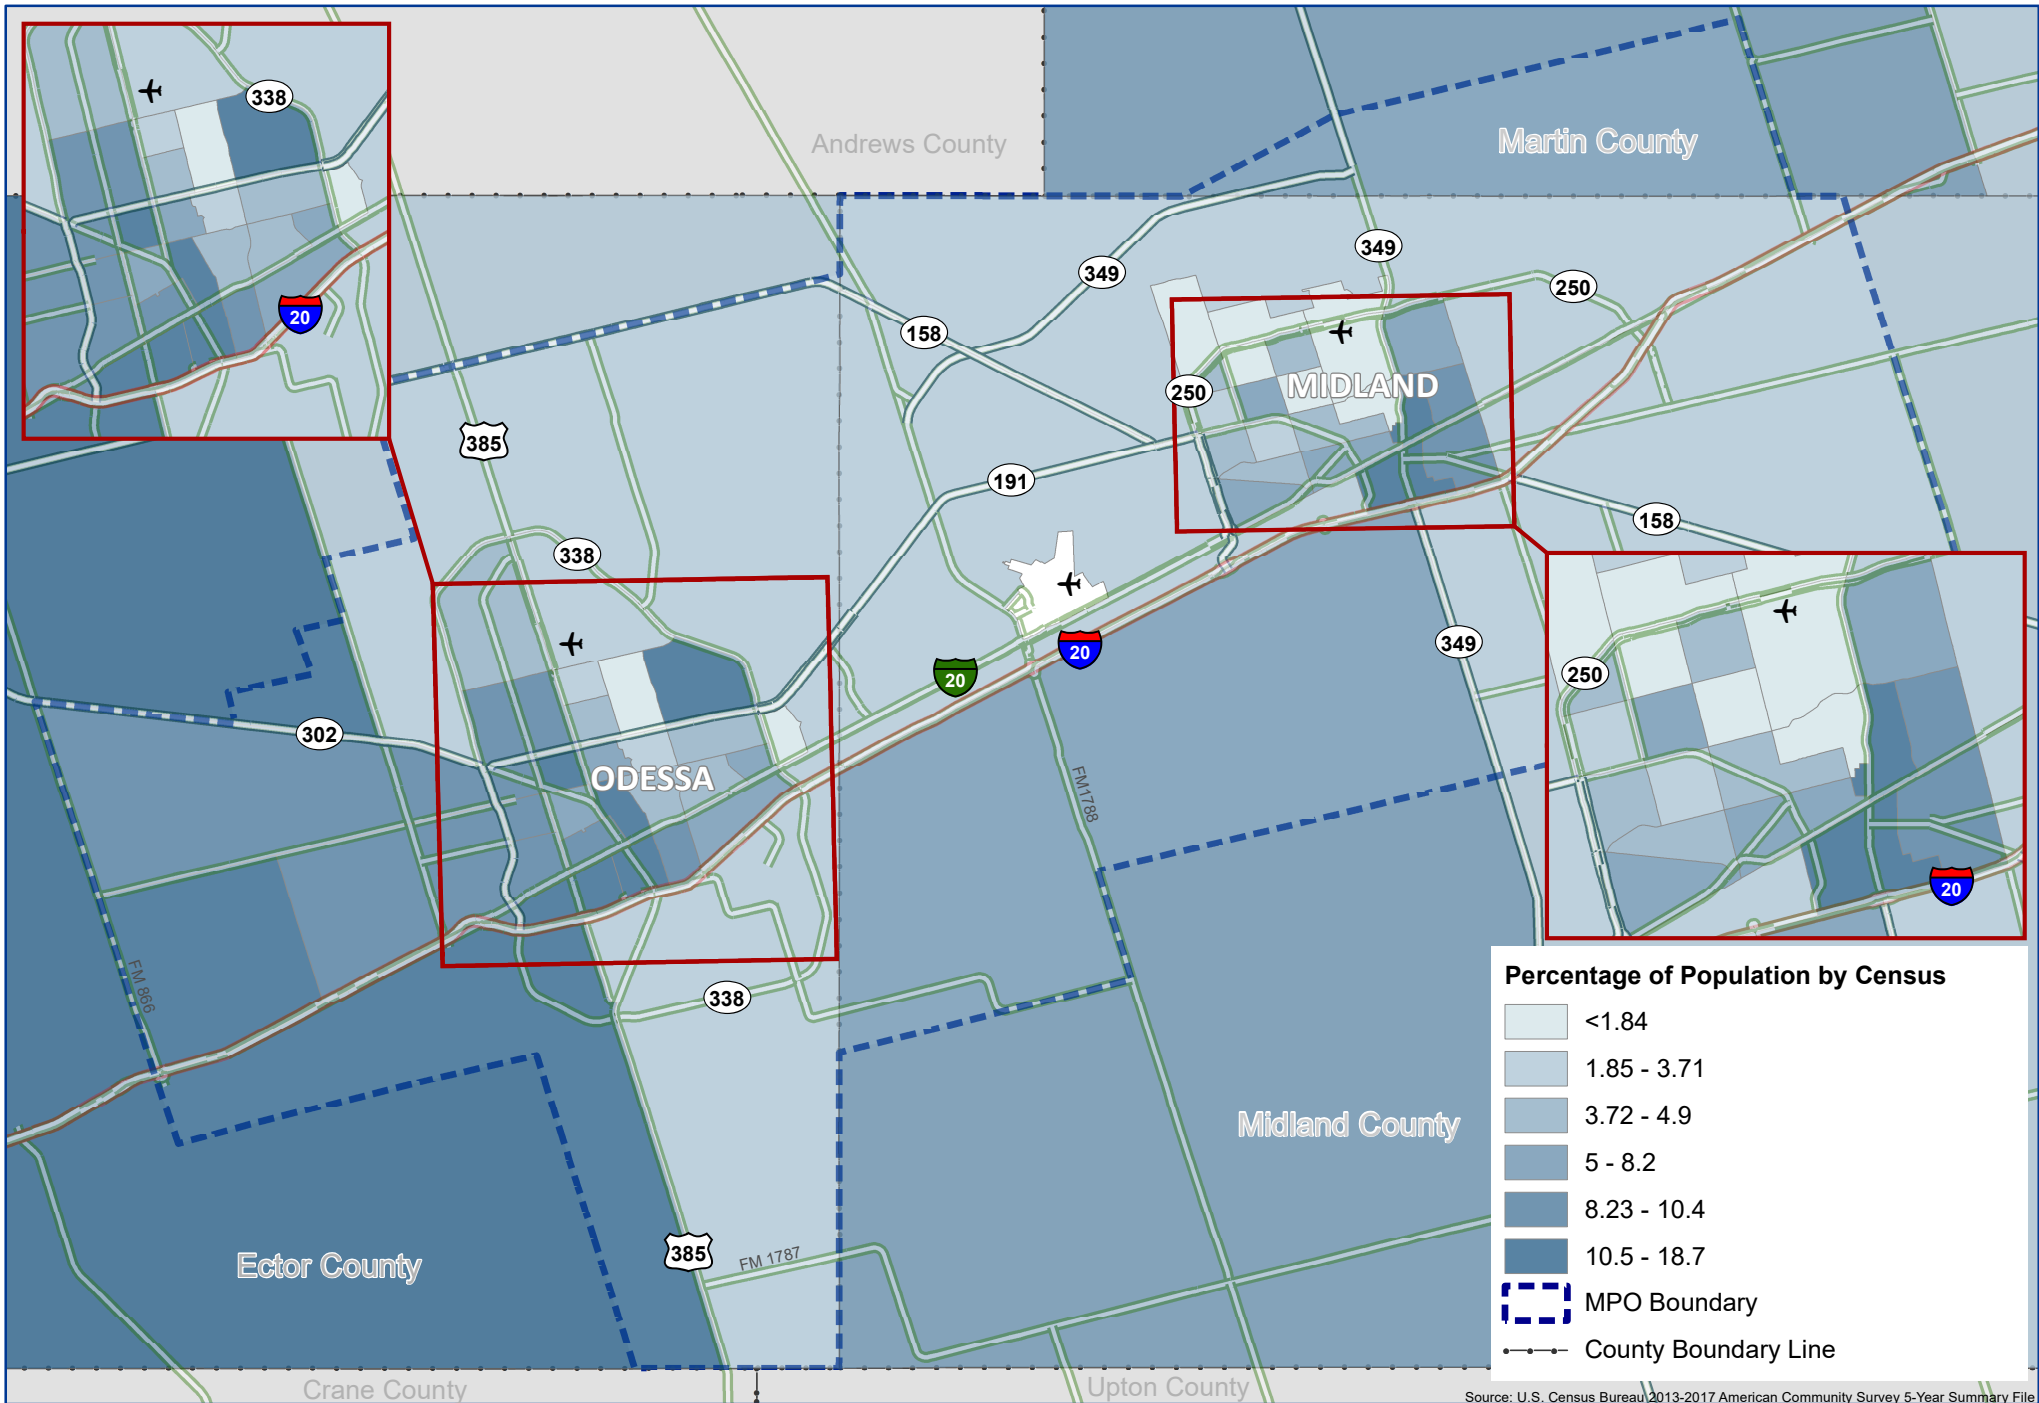 338
20
Andrews County
Martin County
349
349
250
158
250
MIDLAND
385
191
158
338
20
20
349
250
302
ODESSA
FM1788
20
FM 866
338
Percentage of Population by Census
<1.84
1.85 - 3.71
3.72 - 4.9
5 - 8.2
8.23 - 10.4
10.5 - 18.7
MPO Boundary
County Boundary Line
Midland County
Ector County
385
FM 1787
Crane County
Upton County
Source: U.S. Census Bureau 2013-2017 American Community Survey 5-Year Summary File